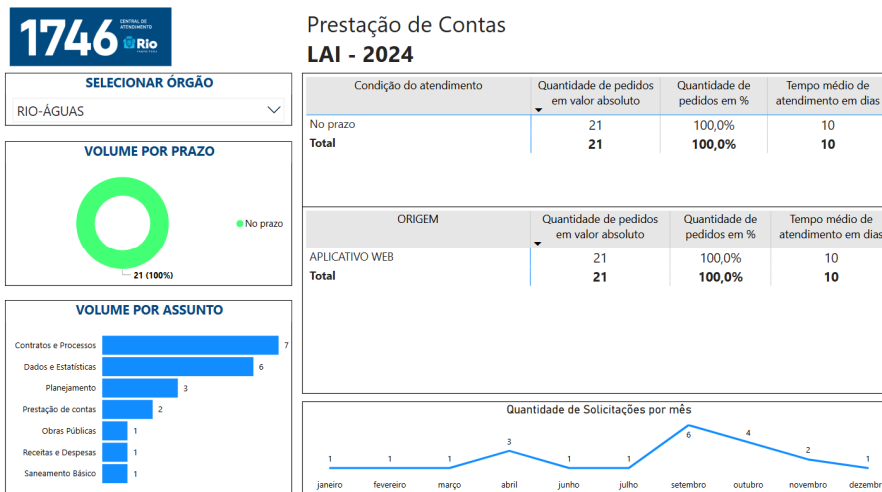 1746
CENTRAL DE
ATENDIMENTO
Rio
Prestação de Contas
LAI - 2024
SELECIONAR ÓRGÃO
RIO-ÁGUAS
VOLUME POR PRAZO
No prazo
21 (100%)
VOLUME POR ASSUNTO
Contratos e Processos 7
Dados e Estatísticas 6
Planejamento 3
Prestação de contas 2
Obras Públicas 1
Receitas e Despesas 1
Saneamento Básico 1
Condição do atendimento Quantidade de pedidos em valor absoluto Quantidade de pedidos em % Tempo médio de atendimento em dias
No prazo 21 100,0% 10
Total 21 100,0% 10
ORIGEM Quantidade de pedidos em valor absoluto Quantidade de pedidos em % Tempo médio de atendimento em dias
APLICATIVO WEB 21 100,0% 10
Total 21 100,0% 10
Quantidade de Solicitações por mês
1 1 1 3 1 1 6 4 2 1
janeiro fevereiro março abril junho julho setembro outubro novembro dezembr